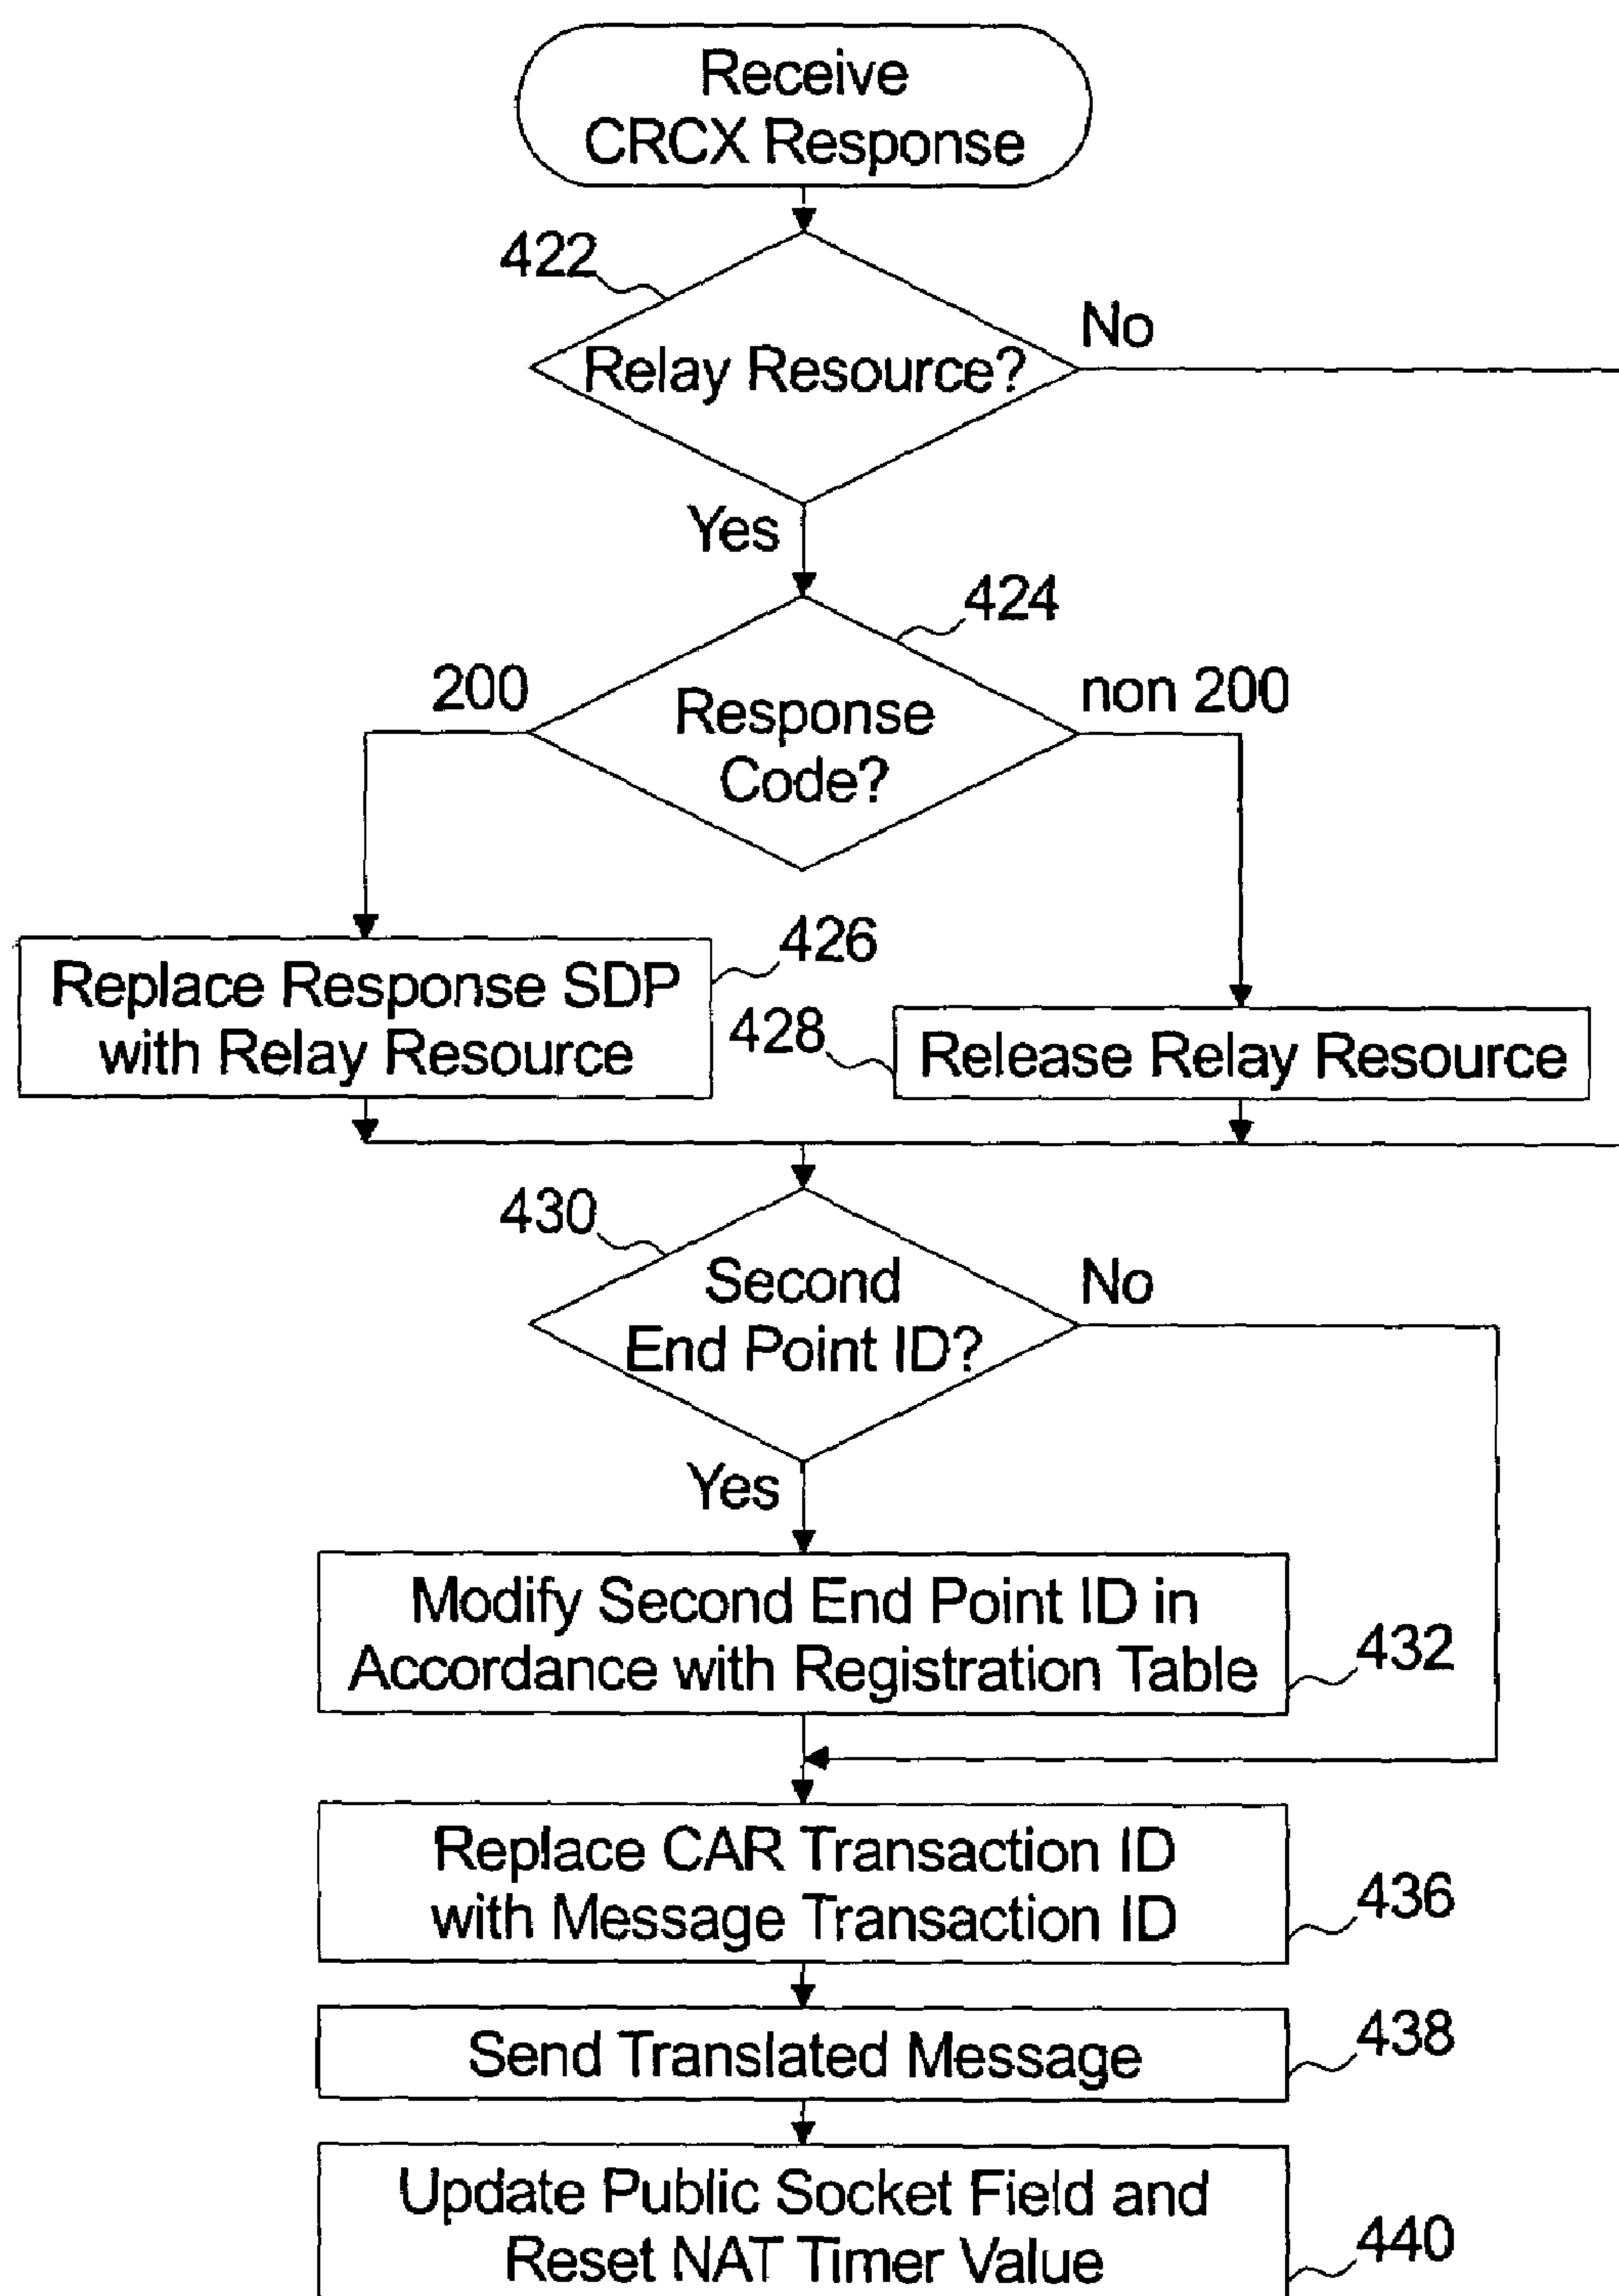 Receive
CRCX Response
422
Relay Resource?
No
Yes
424
200
Response
Code?
non 200
426
Replace Response SDP
with Relay Resource
428
Release Relay Resource
430
Second
End Point ID?
No
Yes
Modify Second End Point ID in
Accordance with Registration Table
432
Replace CAR Transaction ID
with Message Transaction ID
436
Send Translated Message
438
Update Public Socket Field and
Reset NAT Timer Value
440